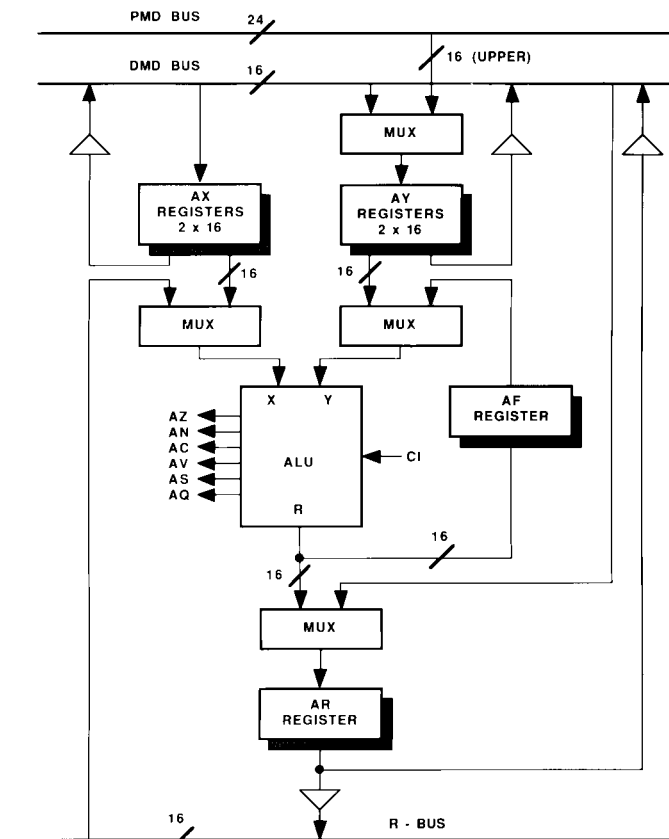 PMD BUS 24
16 (UPPER)
DMD BUS 16
MUX
AX
REGISTERS
2 x 16
AY
REGISTERS
2 x 16
16
16
MUX
MUX
X Y
AF
REGISTER
AZ
AN
AC
AV
AS
AQ
ALU
CI
R
16
16
MUX
AR
REGISTER
16
R - BUS